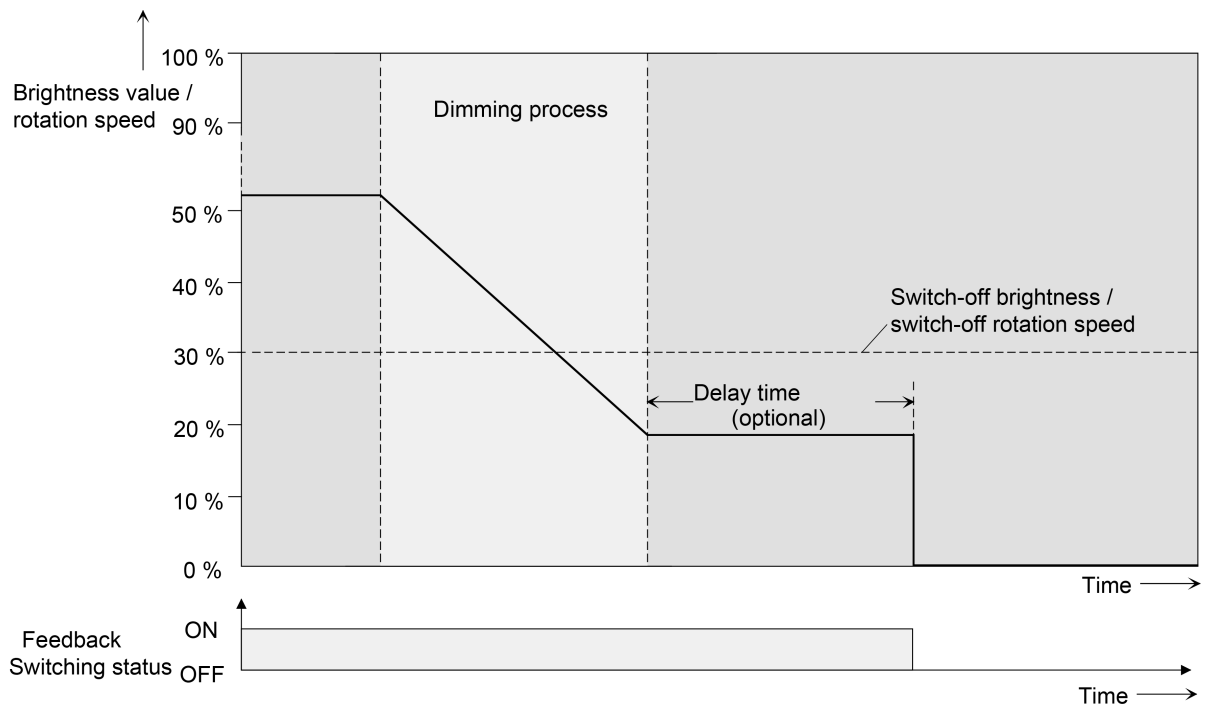 100 %
Brightness value /
rotation speed
90 %
Dimming process
50 %
40 %
Switch-off brightness /
switch-off rotation speed
30 %
Delay time
(optional)
20 %
10 %
0 %
Time
ON
Feedback
Switching status
OFF
Time